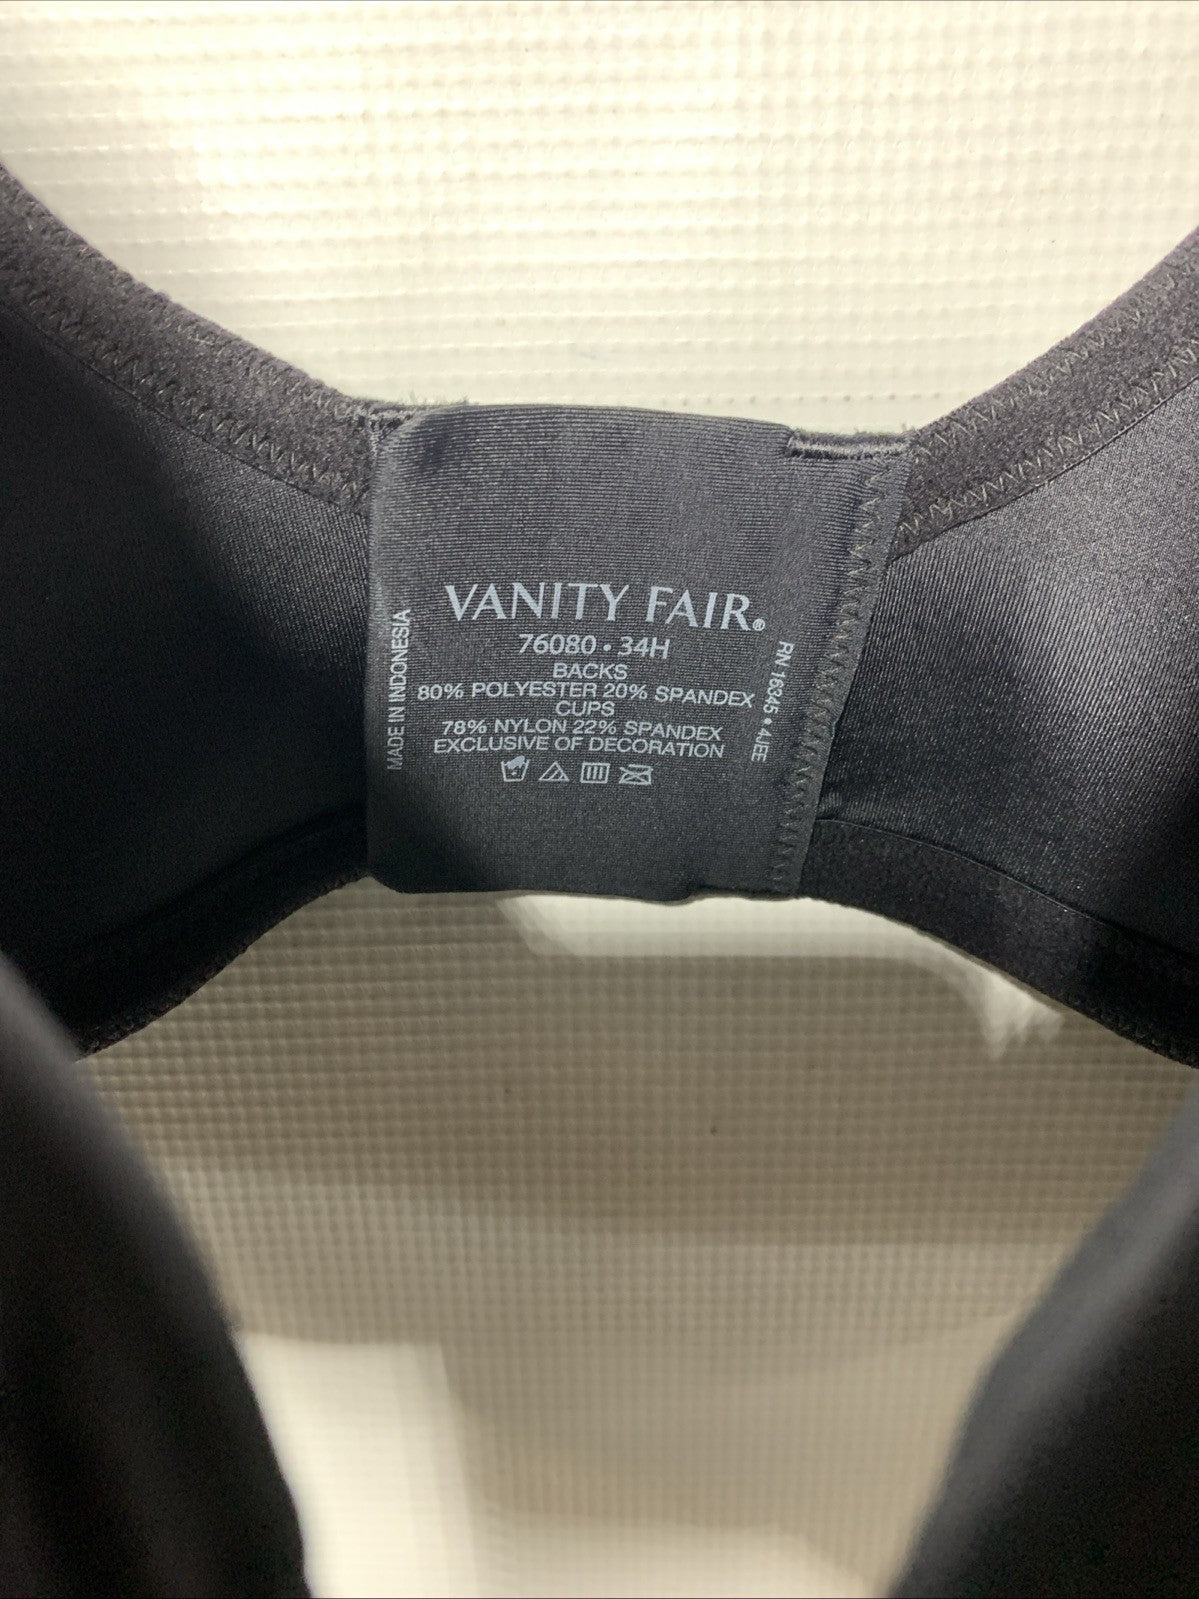 VANITY FAIR®
76080 • 34H
BACKS
80% POLYESTER 20% SPANDEX
CUPS
78% NYLON 22% SPANDEX
EXCLUSIVE OF DECORATION
MADE IN INDONESIA
RN 16345 • 4JEE